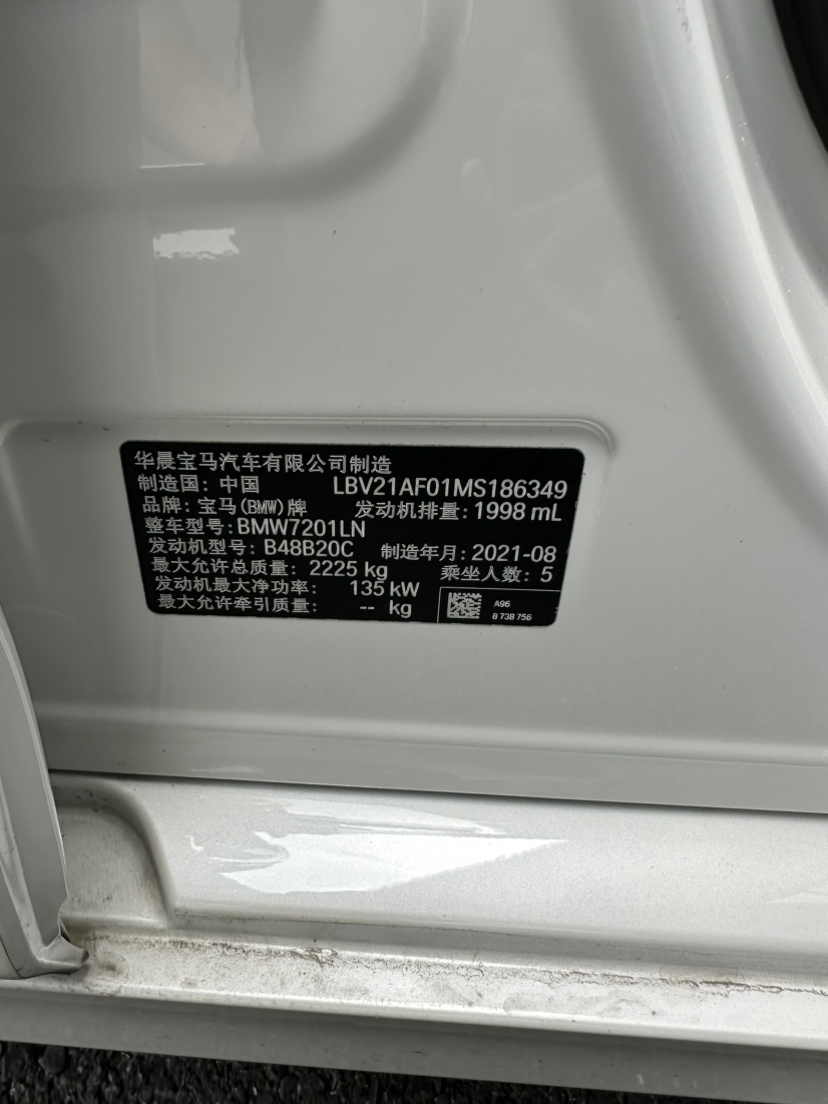 华晨宝马汽车有限公司制造
制造国: 中国 LBV21AF01MS186349
品牌: 宝马(BMW)牌 发动机排量: 1998 mL
整车型号: BMW7201LN
发动机型号: B48B20C 制造年月: 2021-08
最大允许总质量: 2225 kg 乘坐人数: 5
发动机最大净功率: 135 kW
最大允许牵引质量: -- kg
A96
8 738 756